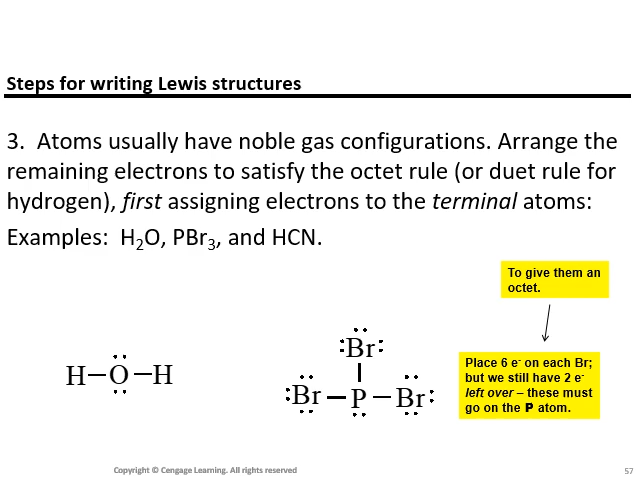 Steps for writing Lewis structures
3. Atoms usually have noble gas configurations. Arrange the
remaining electrons to satisfy the octet rule (or duet rule for
hydrogen), first assigning electrons to the terminal atoms:
Examples: H₂O, PBr₃, and HCN.
To give them an
octet.
Br
Place 6 e⁻ on each Br;
but we still have 2 e⁻
left over – these must
go on the P atom.
H–O–H
Br–P–Br
Copyright © Cengage Learning. All rights reserved
57